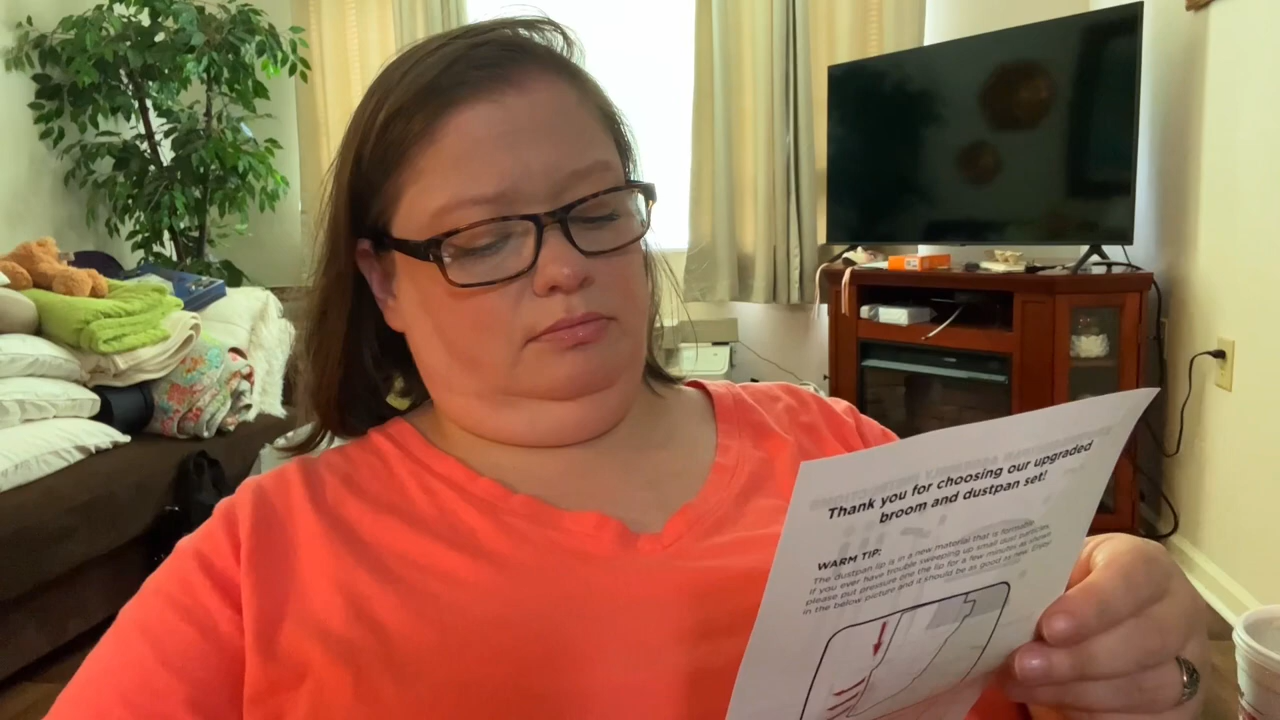 Thank you for choosing our upgraded
broom and dustpan set!
WARM TIP:
The dustpan lip is in a new material that is formable.
If you ever have trouble sweeping up small dust particles,
please put pressure one the lip for a few minutes as shown
in the below picture and it should be as good as new. Enjoy!